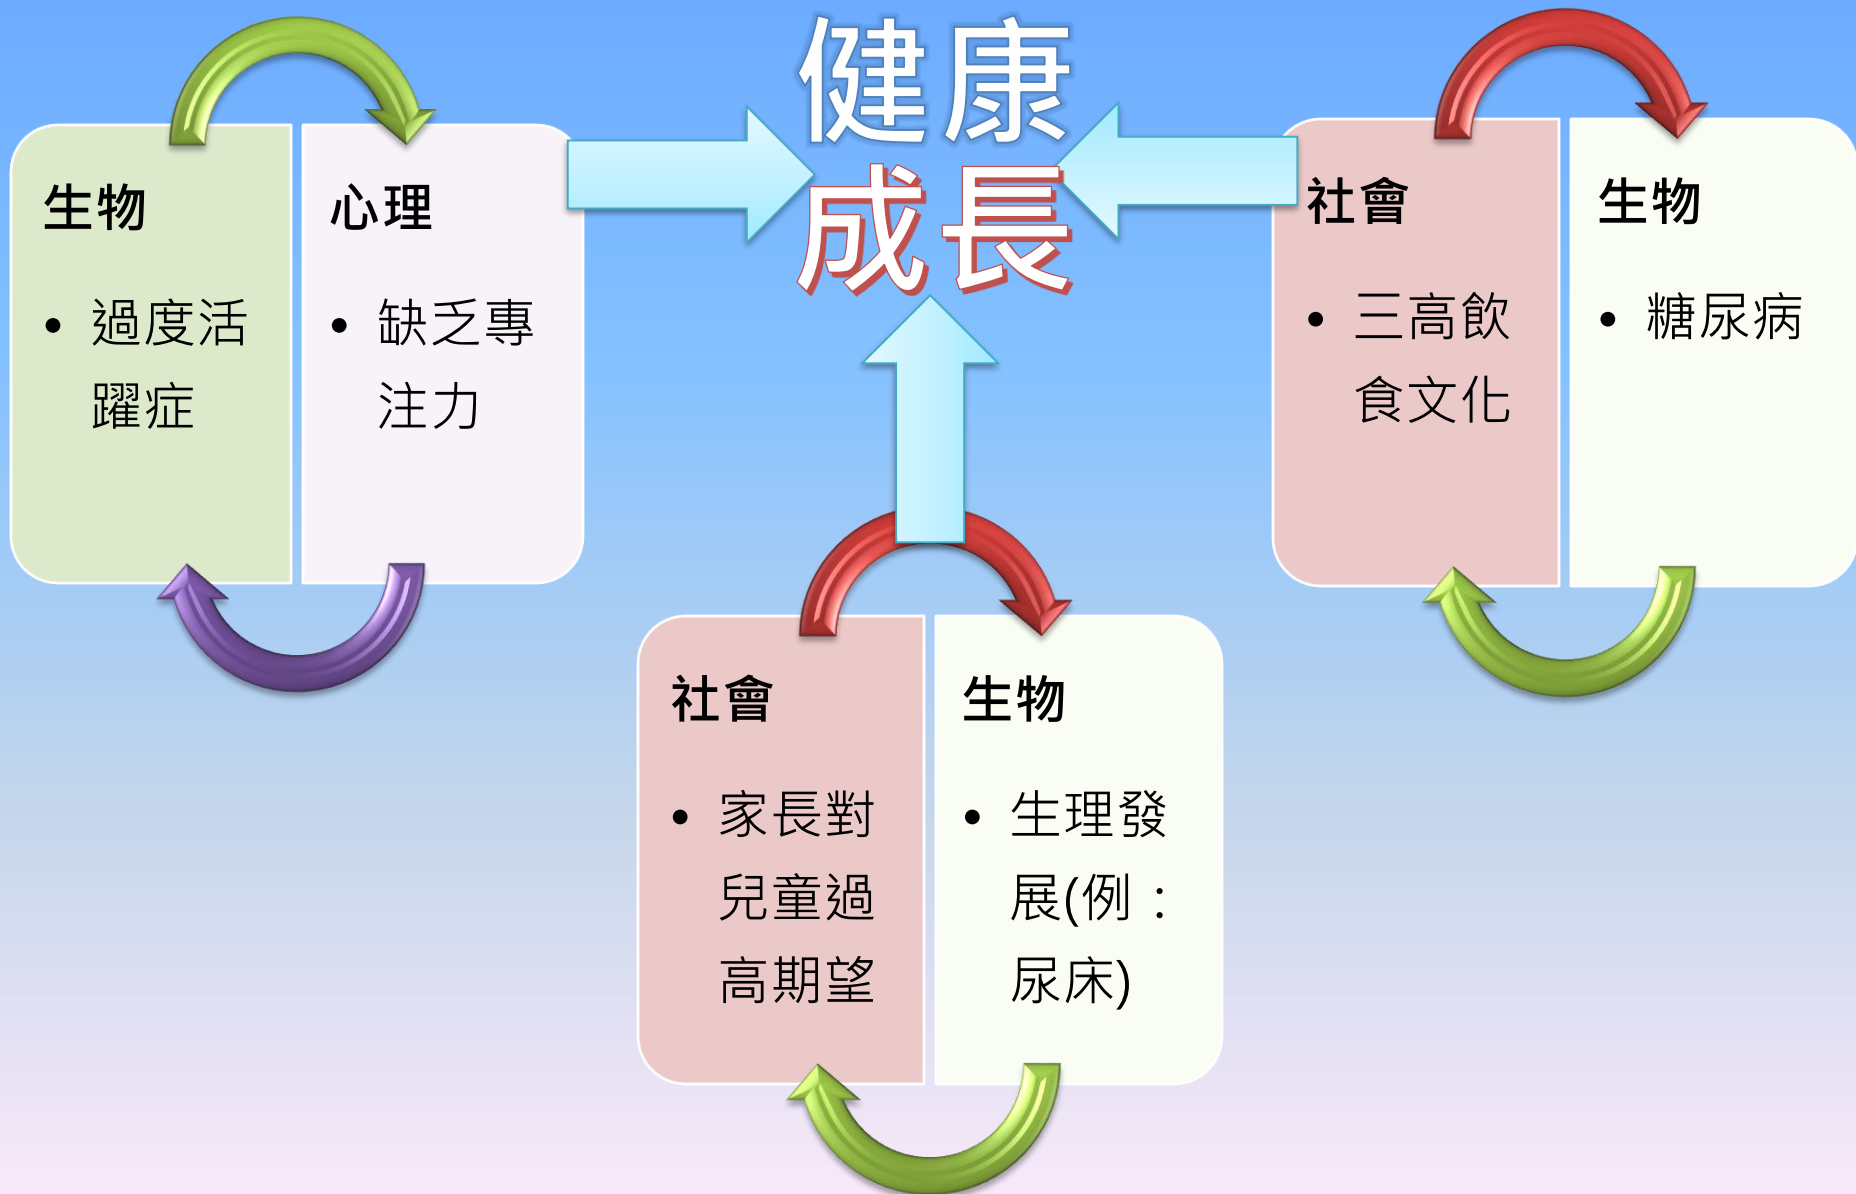 健康
成長
生物
• 過度活
躍症
心理
• 缺乏專
注力
社會
• 三高飲
食文化
生物
• 糖尿病
社會
• 家長對
兒童過
高期望
生物
• 生理發
展(例：
尿床)